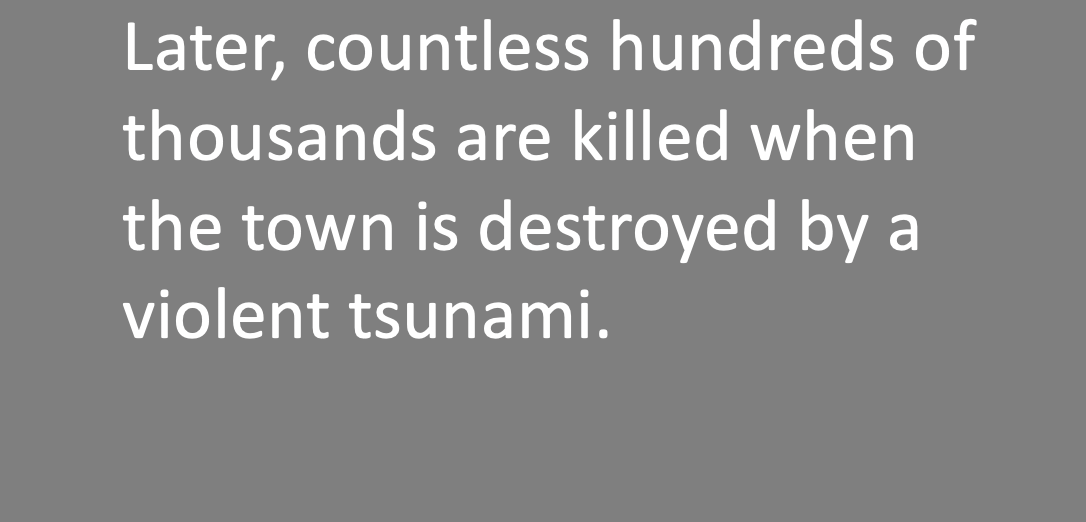 Later, countless hundreds of
thousands are killed when
the town is destroyed by a
violent tsunami.